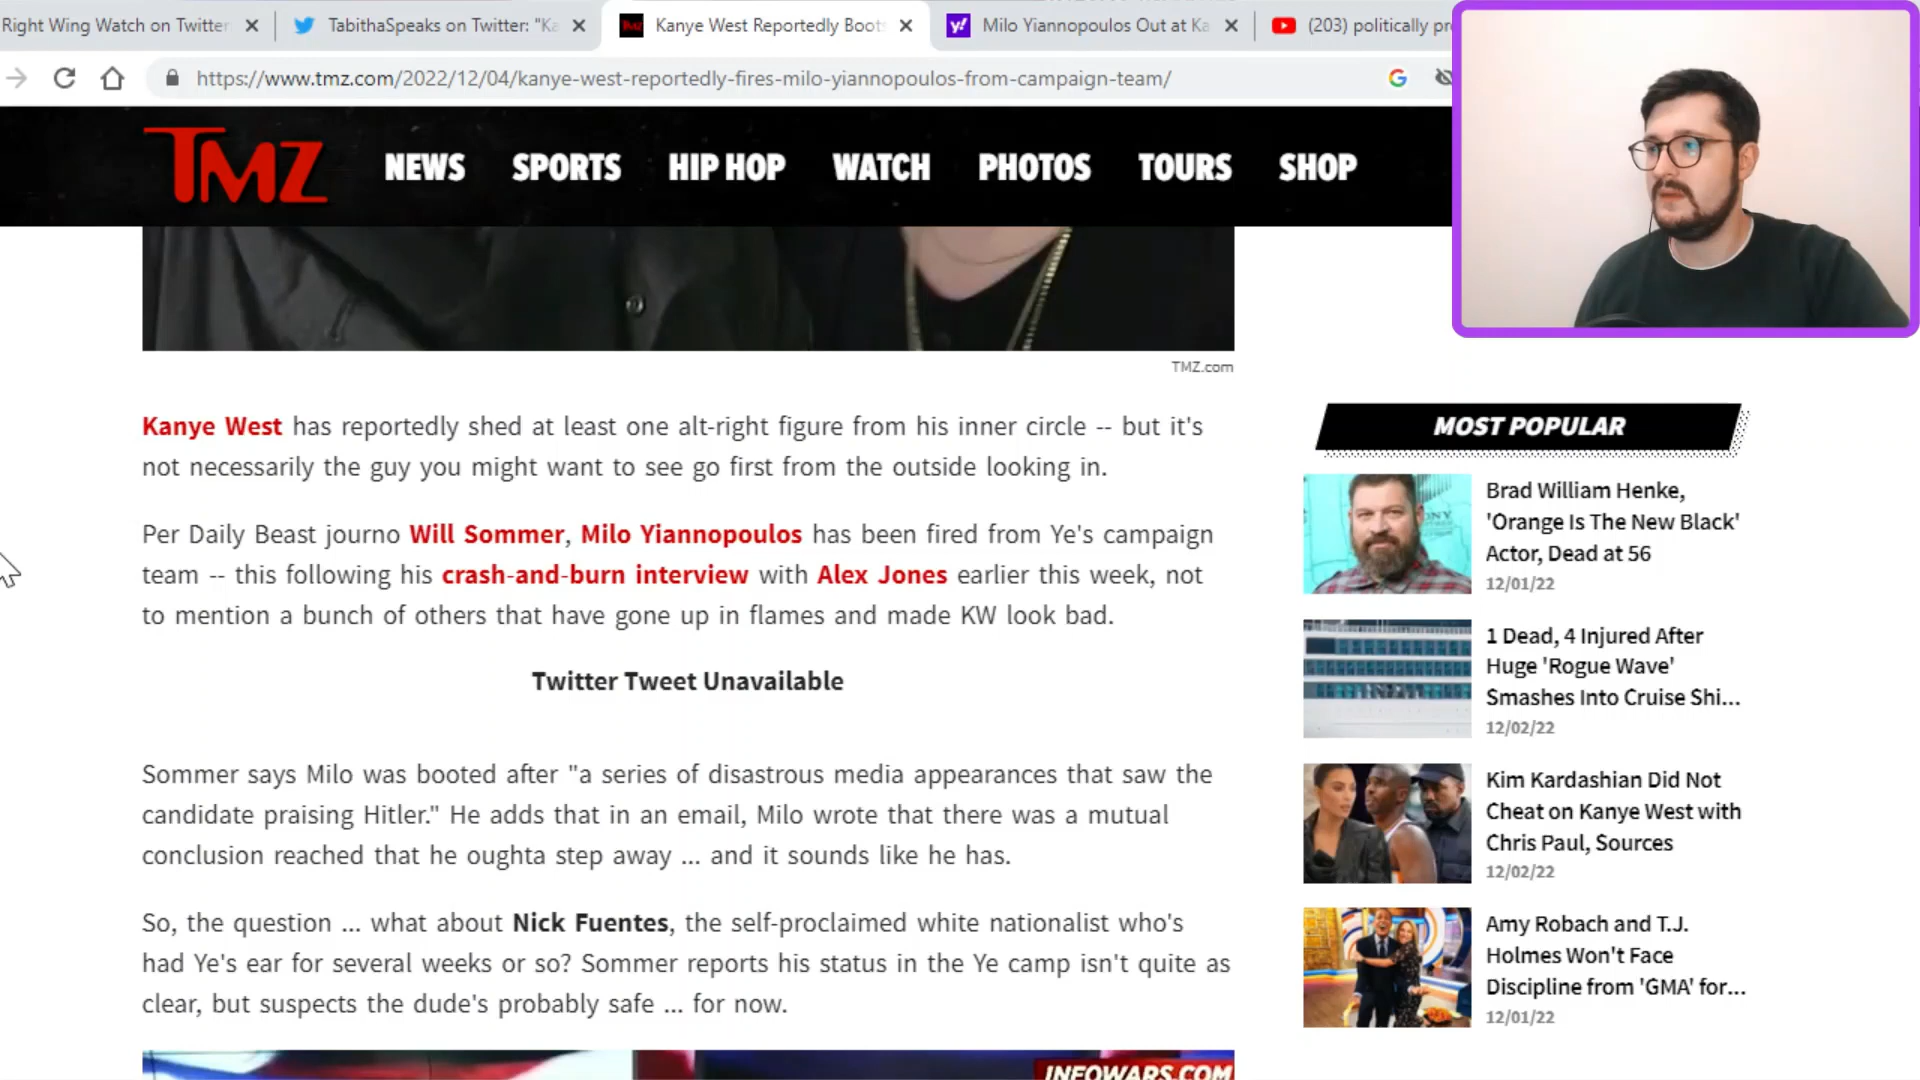 Right Wing Watch on Twitter
TabithaSpeaks on Twitter: "Ka
Kanye West Reportedly Boots
Milo Yiannopoulos Out at Ka
(203) politically pr
https://www.tmz.com/2022/12/04/kanye-west-reportedly-fires-milo-yiannopoulos-from-campaign-team/
TMZ
NEWS SPORTS HIP HOP WATCH PHOTOS TOURS SHOP
TMZ.com
Kanye West has reportedly shed at least one alt-right figure from his inner circle -- but it's
not necessarily the guy you might want to see go first from the outside looking in.
Per Daily Beast journo Will Sommer, Milo Yiannopoulos has been fired from Ye's campaign
team -- this following his crash-and-burn interview with Alex Jones earlier this week, not
to mention a bunch of others that have gone up in flames and made KW look bad.
Twitter Tweet Unavailable
Sommer says Milo was booted after "a series of disastrous media appearances that saw the
candidate praising Hitler." He adds that in an email, Milo wrote that there was a mutual
conclusion reached that he oughta step away ... and it sounds like he has.
So, the question ... what about Nick Fuentes, the self-proclaimed white nationalist who's
had Ye's ear for several weeks or so? Sommer reports his status in the Ye camp isn't quite as
clear, but suspects the dude's probably safe ... for now.
INFOWARS.COM
MOST POPULAR
Brad William Henke,
'Orange Is The New Black'
Actor, Dead at 56
12/01/22
1 Dead, 4 Injured After
Huge 'Rogue Wave'
Smashes Into Cruise Shi...
12/02/22
Kim Kardashian Did Not
Cheat on Kanye West with
Chris Paul, Sources
12/02/22
Amy Robach and T.J.
Holmes Won't Face
Discipline from 'GMA' for...
12/01/22